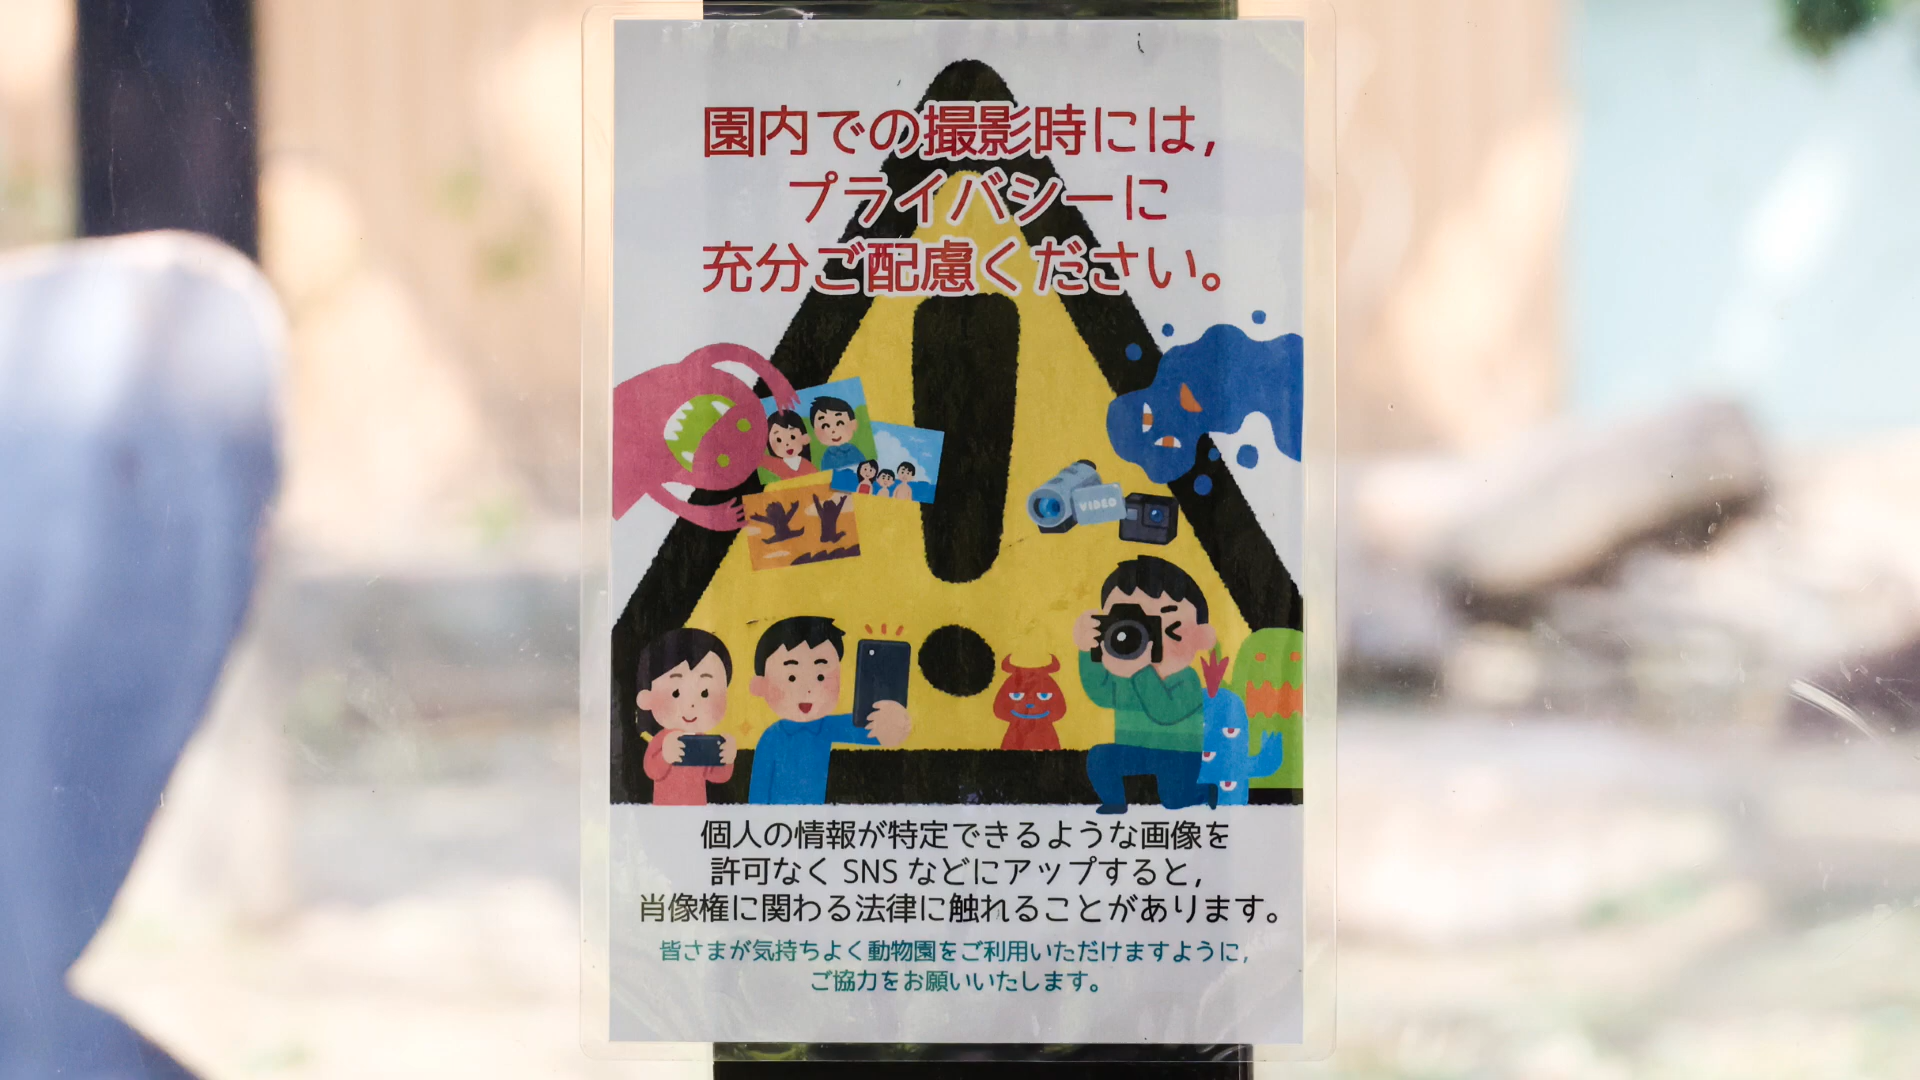 園内での撮影時には,
プライバシーに
充分ご配慮ください。
VIDEO
個人の情報が特定できるような画像を
許可なく SNS などにアップすると,
肖像権に関わる法律に触れることがあります。
皆さまが気持ちよく動物園をご利用いただけますように,
ご協力をお願いいたします。